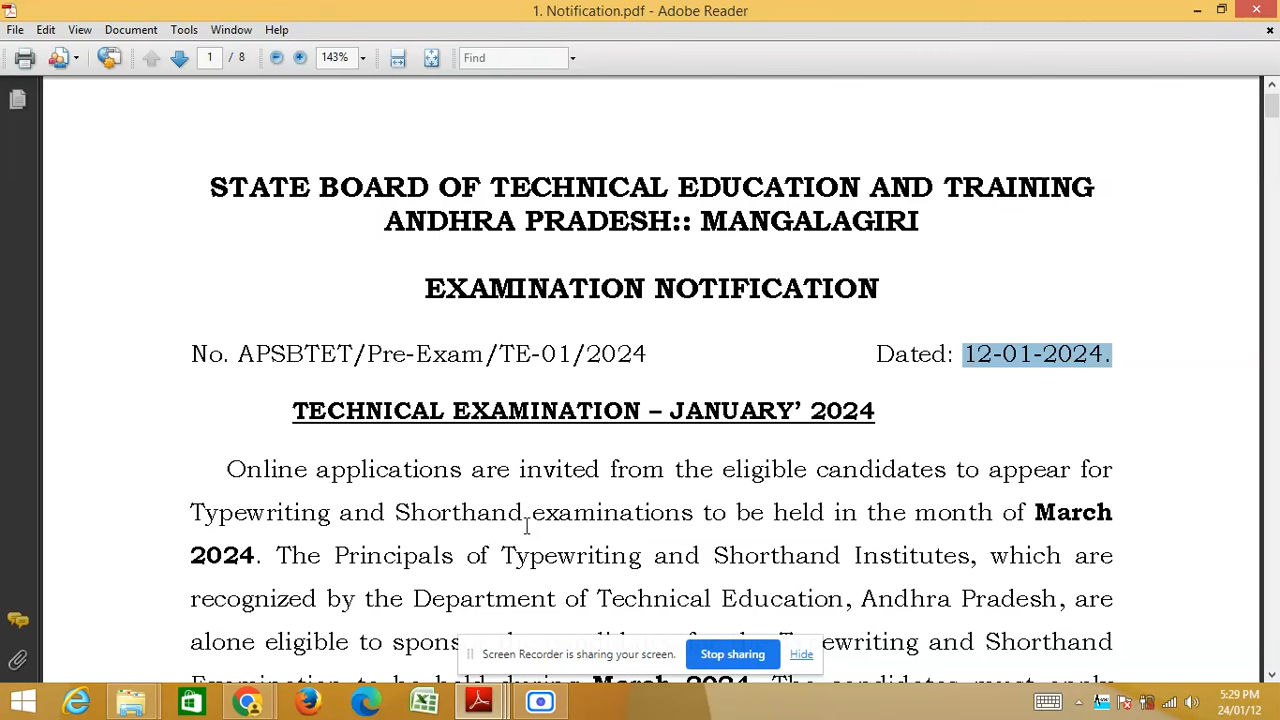 1. Notification.pdf - Adobe Reader
File Edit View Document Tools Window Help
1 / 8 143% Find
STATE BOARD OF TECHNICAL EDUCATION AND TRAINING
ANDHRA PRADESH:: MANGALAGIRI
EXAMINATION NOTIFICATION
No. APSBTET/Pre-Exam/TE-01/2024 Dated: 12-01-2024.
TECHNICAL EXAMINATION – JANUARY’ 2024
Online applications are invited from the eligible candidates to appear for
Typewriting and Shorthand examinations to be held in the month of March
2024. The Principals of Typewriting and Shorthand Institutes, which are
recognized by the Department of Technical Education, Andhra Pradesh, are
alone eligible to and Shorthand
Screen Recorder is sharing your screen. Stop sharing Hide
5:29 PM
24/01/12